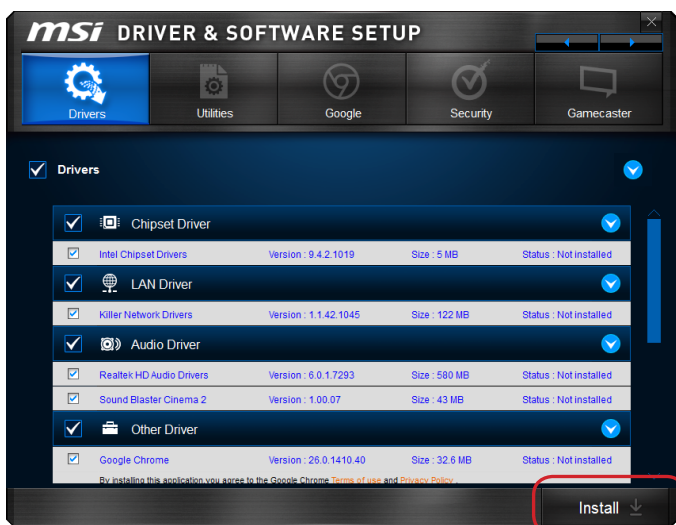 msi DRIVER & SOFTWARE SETUP
Drivers Utilities Google Security Gamecaster
Drivers
Chipset Driver
Intel Chipset Drivers Version : 9.4.2.1019 Size : 5 MB Status : Not installed
LAN Driver
Killer Network Drivers Version : 1.1.42.1045 Size : 122 MB Status : Not installed
Audio Driver
Realtek HD Audio Drivers Version : 6.0.1.7293 Size : 580 MB Status : Not installed
Sound Blaster Cinema 2 Version : 1.00.07 Size : 43 MB Status : Not installed
Other Driver
Google Chrome Version : 26.0.1410.40 Size : 32.6 MB Status : Not installed
By installing this application,you agree to the Google Chrome Terms of use and Privacy Policy .
Install